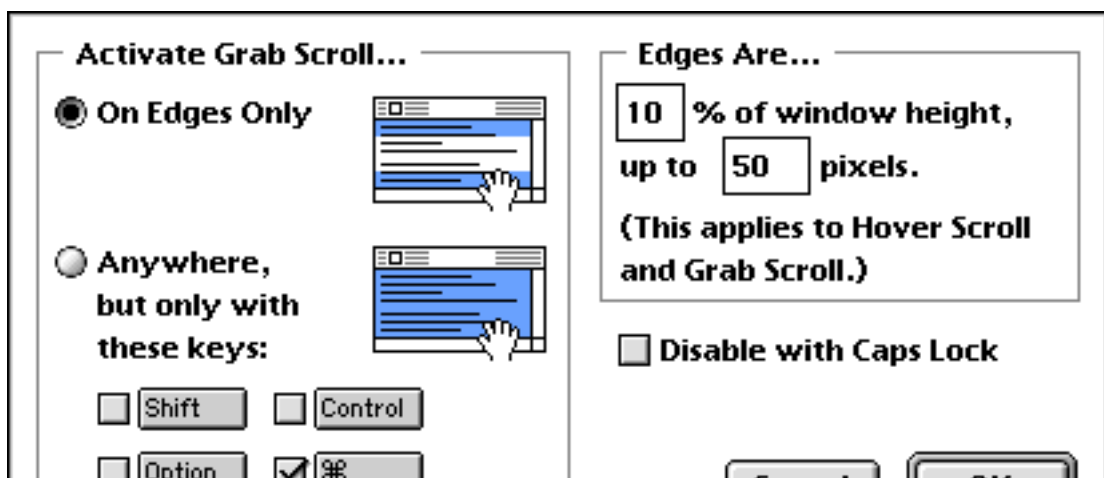 Activate Grab Scroll...
On Edges Only
Anywhere,
but only with
these keys:
Shift
Control
Option
⌘
Edges Are...
10 % of window height,
up to 50 pixels.
(This applies to Hover Scroll
and Grab Scroll.)
Disable with Caps Lock